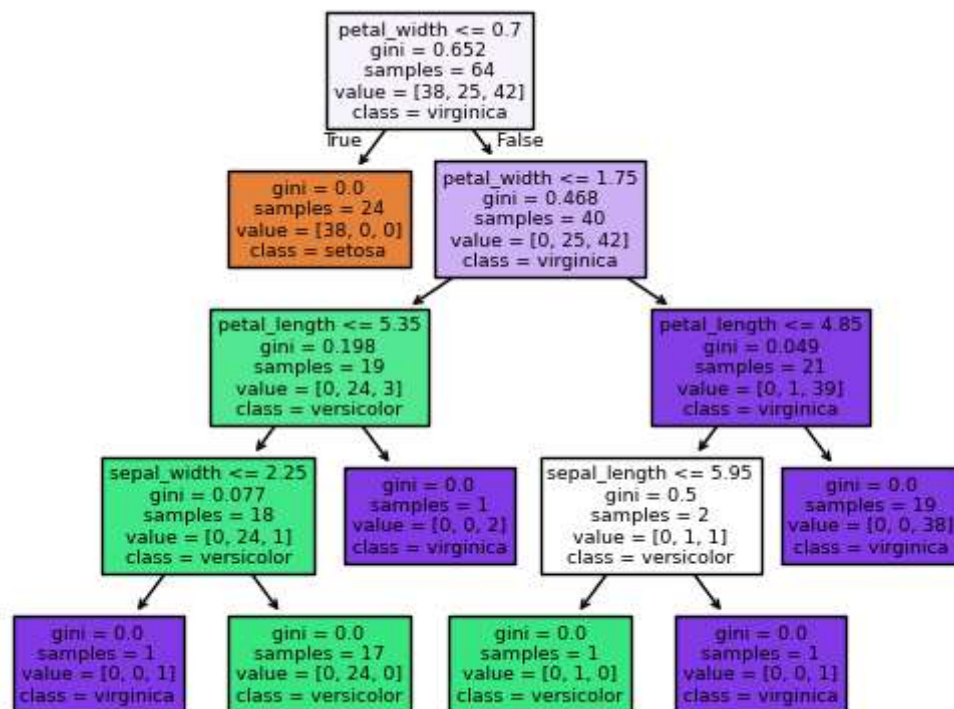 petal_width <= 0.7
gini = 0.652
samples = 64
value = [38, 25, 42]
class = virginica
True
False
gini = 0.0
samples = 24
value = [38, 0, 0]
class = setosa
petal_width <= 1.75
gini = 0.468
samples = 40
value = [0, 25, 42]
class = virginica
petal_length <= 5.35
gini = 0.198
samples = 19
value = [0, 24, 3]
class = versicolor
petal_length <= 4.85
gini = 0.049
samples = 21
value = [0, 1, 39]
class = virginica
sepal_width <= 2.25
gini = 0.077
samples = 18
value = [0, 24, 1]
class = versicolor
gini = 0.0
samples = 1
value = [0, 0, 2]
class = virginica
sepal_length <= 5.95
gini = 0.5
samples = 2
value = [0, 1, 1]
class = versicolor
gini = 0.0
samples = 19
value = [0, 0, 38]
class = virginica
gini = 0.0
samples = 1
value = [0, 0, 1]
class = virginica
gini = 0.0
samples = 17
value = [0, 24, 0]
class = versicolor
gini = 0.0
samples = 1
value = [0, 1, 0]
class = versicolor
gini = 0.0
samples = 1
value = [0, 0, 1]
class = virginica